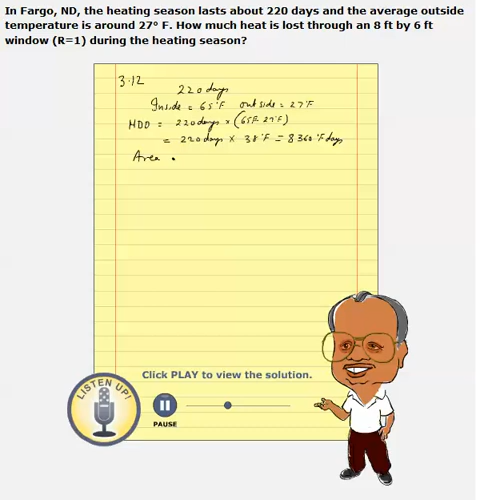 In Fargo, ND, the heating season lasts about 220 days and the average outside
temperature is around 27° F. How much heat is lost through an 8 ft by 6 ft
window (R=1) during the heating season?
3.12
220 days
Inside = 65°F outside = 27°F
HDD = 220 days × (65°F 27°F)
= 220 days × 38 °F = 8360 °F days
Area
Click PLAY to view the solution.
LISTEN UP!
PAUSE